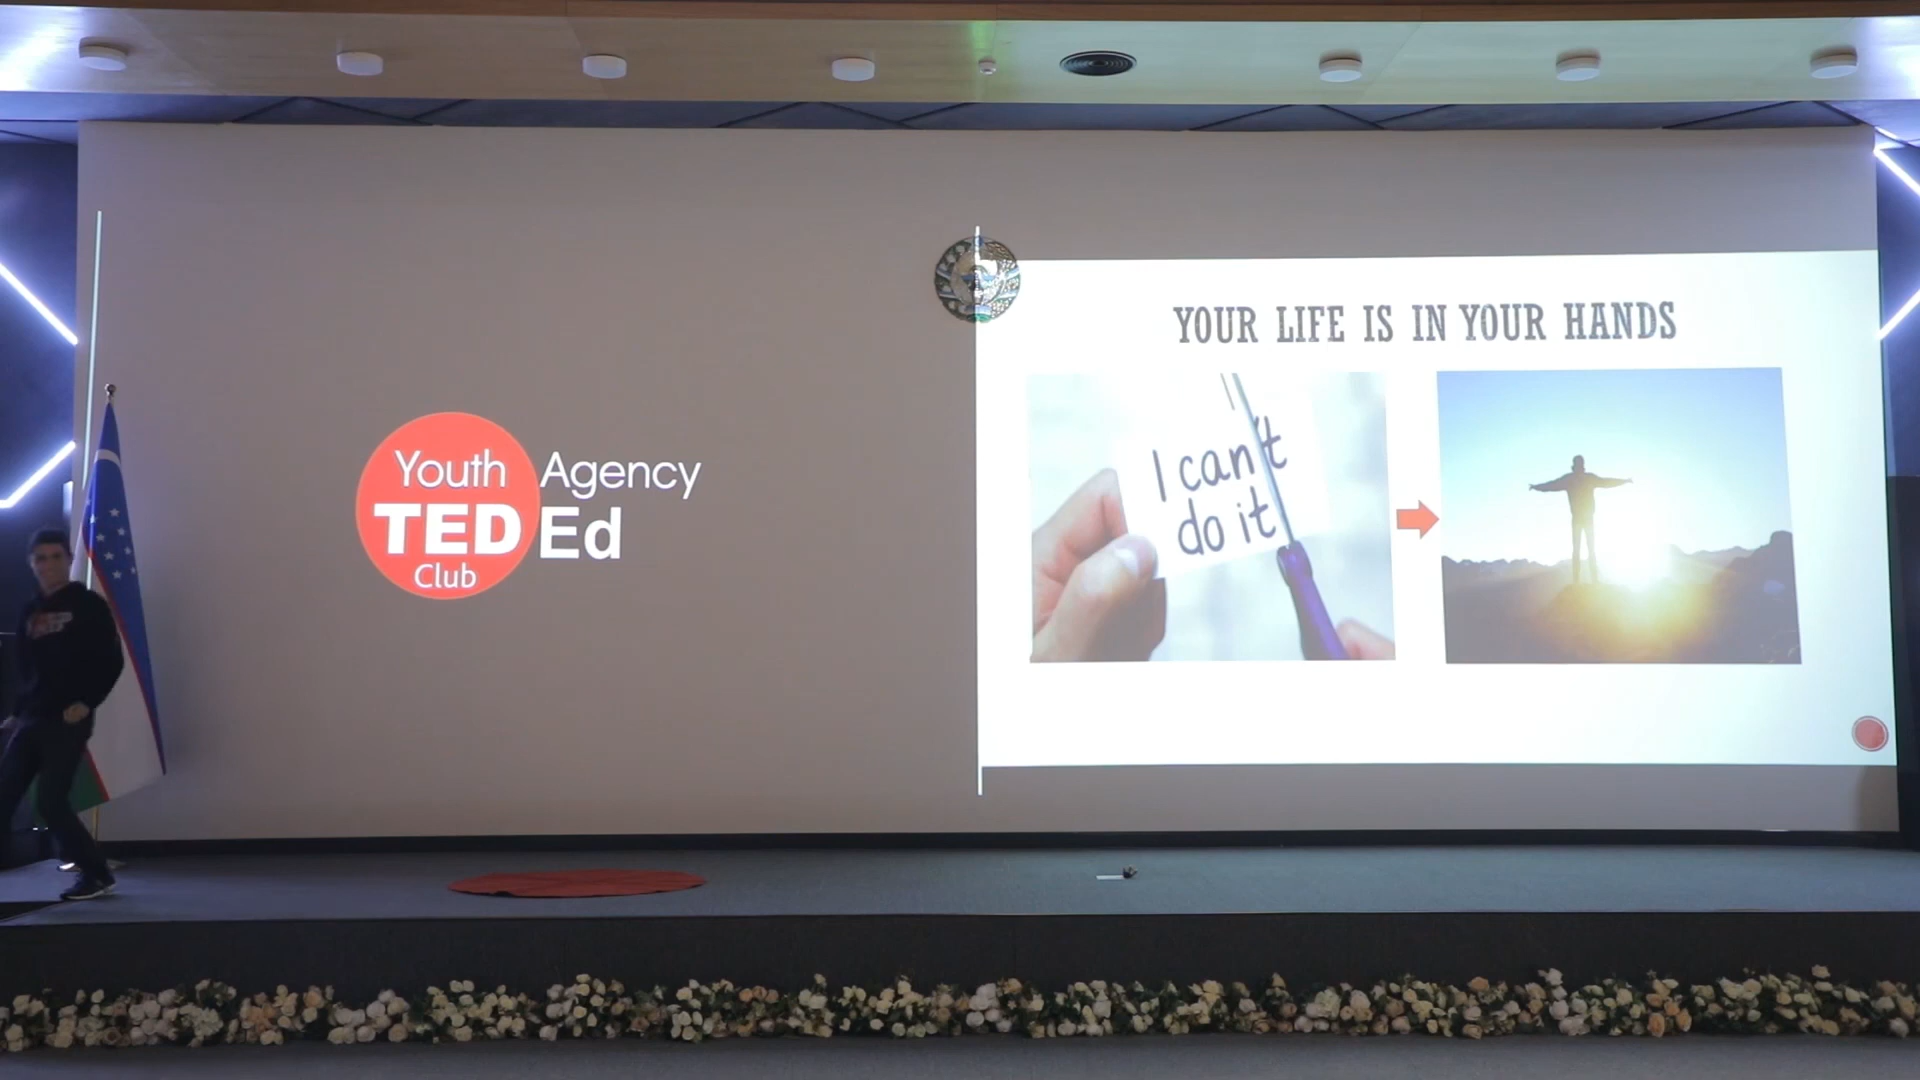 Youth Agency
TED Ed
Club
YOUR LIFE IS IN YOUR HANDS
I can't
do it